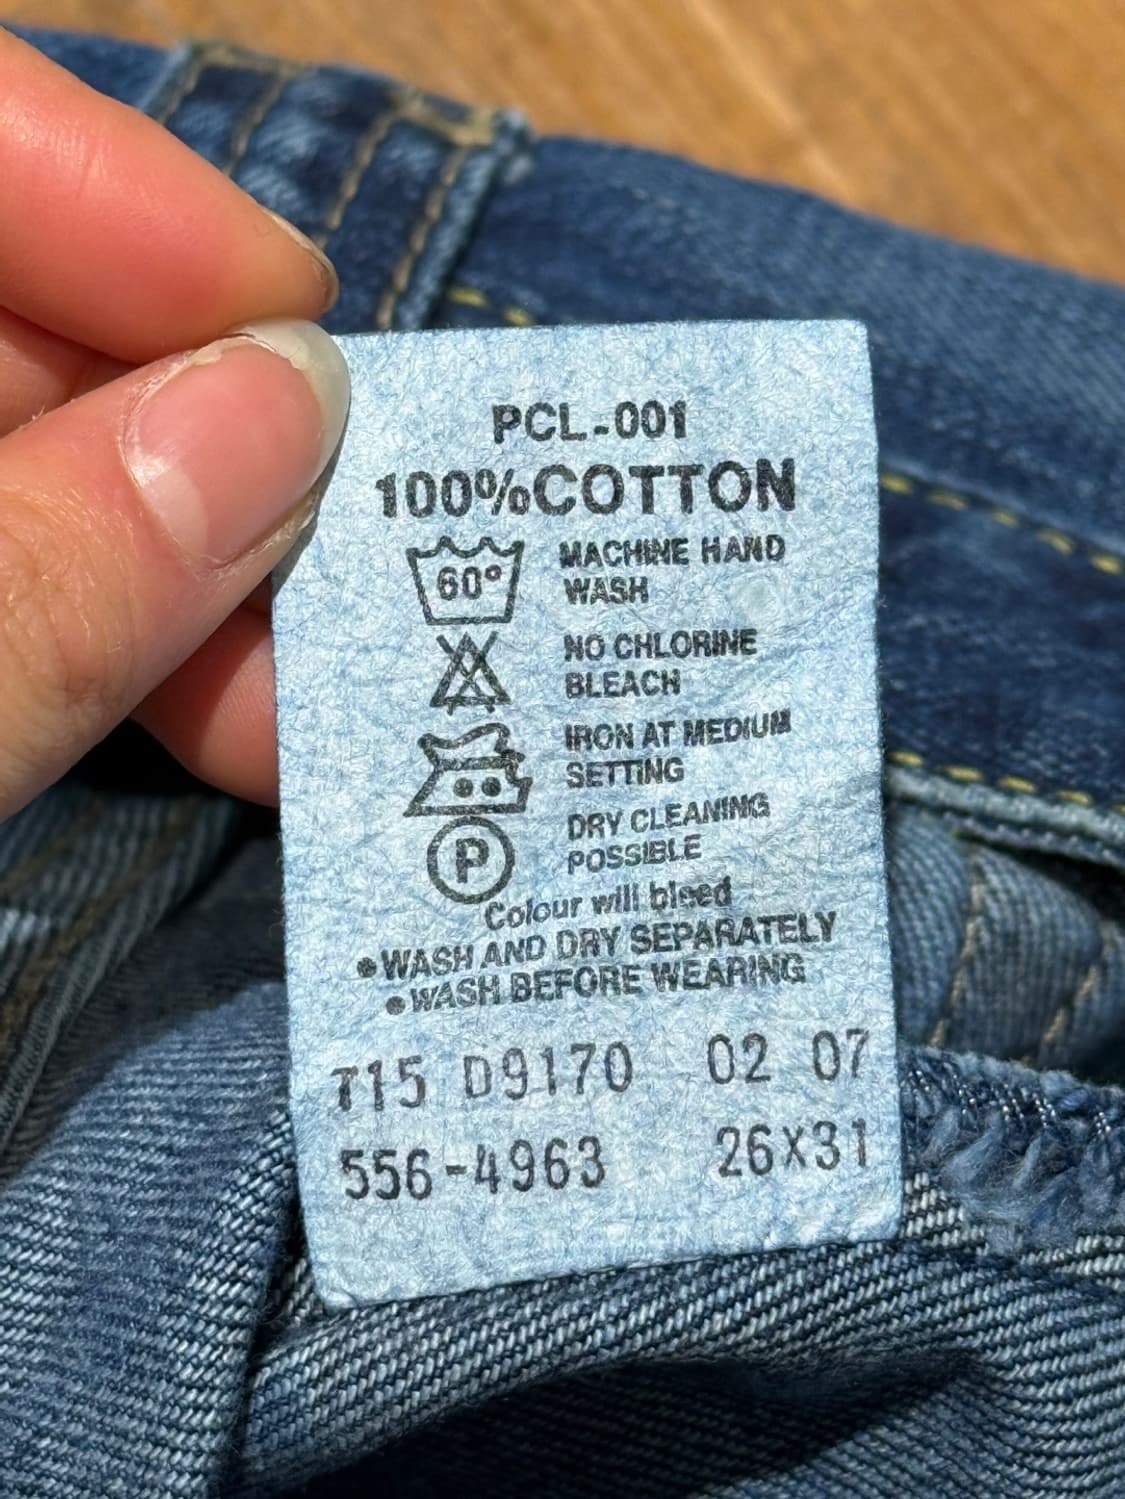 PCL-001
100%COTTON
60° MACHINE HAND
WASH
NO CHLORINE
BLEACH
IRON AT MEDIUM
SETTING
P DRY CLEANING
POSSIBLE
Colour will bleed
•WASH AND DRY SEPARATELY
•WASH BEFORE WEARING
T15 D9170 02 07
556-4963 26X31